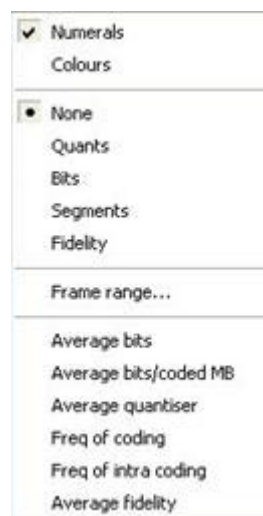 Numerals
Colours
None
Quants
Bits
Segments
Fidelity
Frame range...
Average bits
Average bits/coded MB
Average quantiser
Freq of coding
Freq of intra coding
Average fidelity